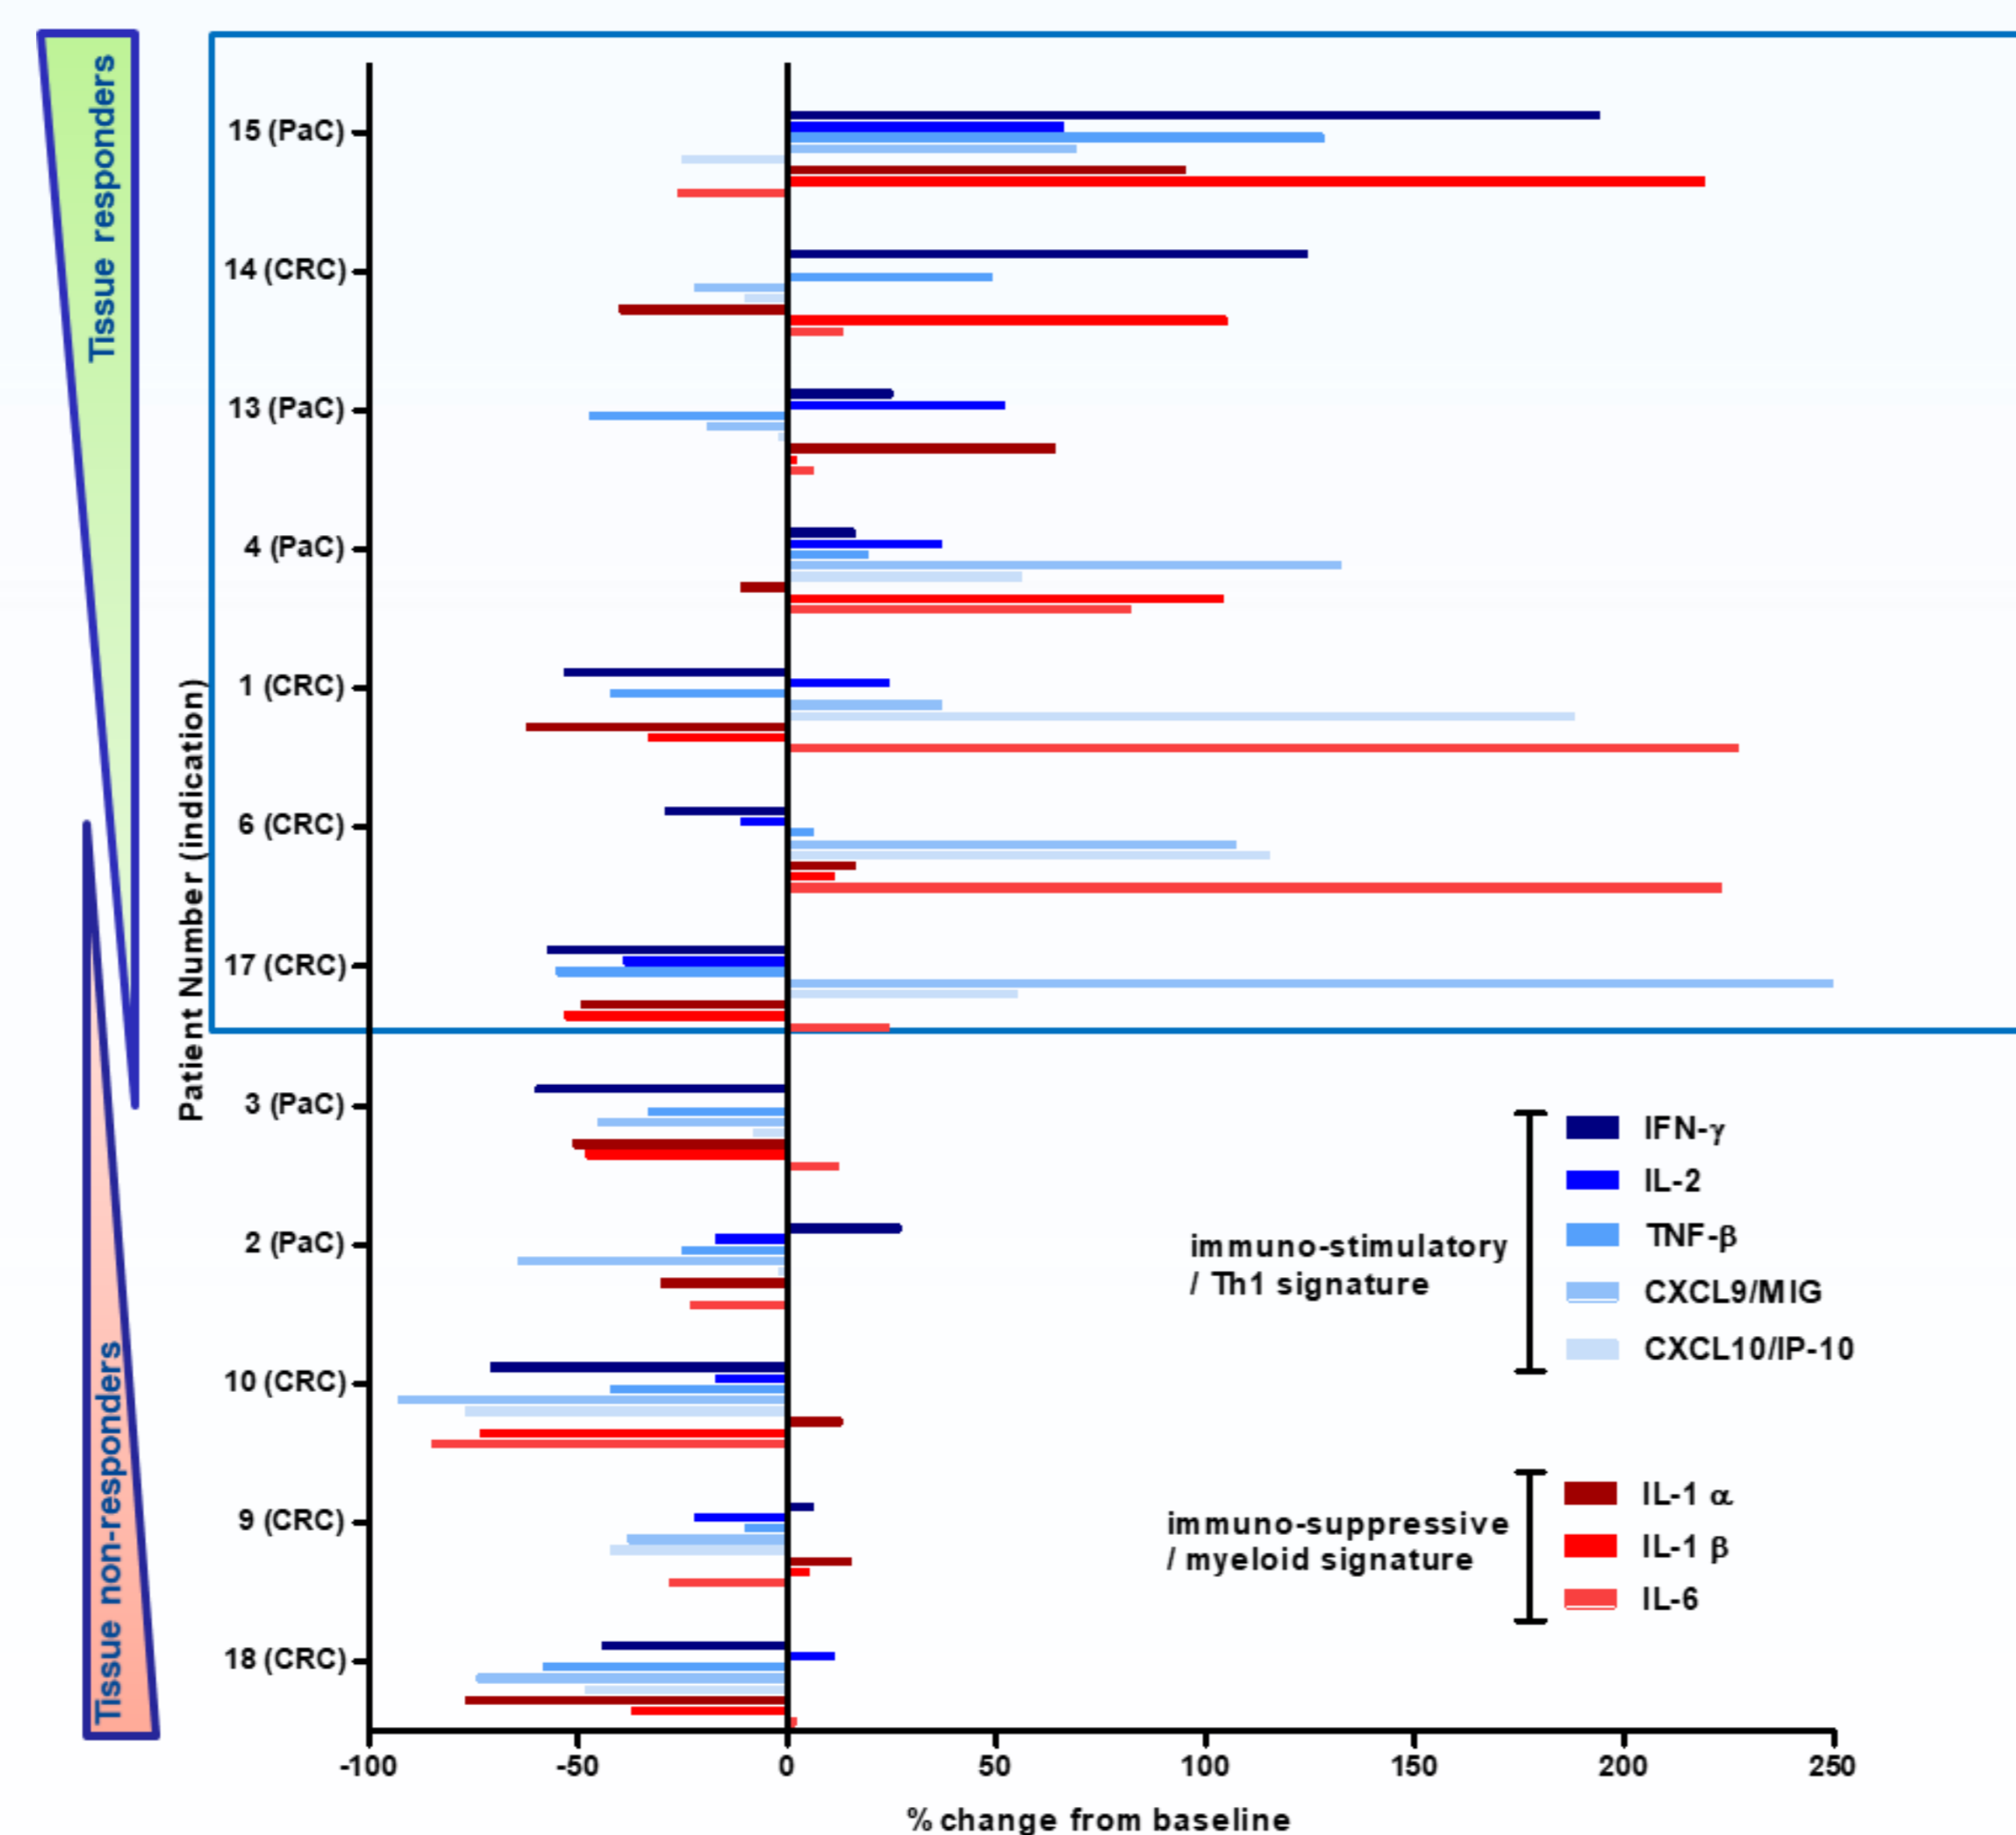 Tissue responders
Tissue non-responders
Patient Number (indication)
15 (PaC)
14 (CRC)
13 (PaC)
4 (PaC)
1 (CRC)
6 (CRC)
17 (CRC)
3 (PaC)
2 (PaC)
10 (CRC)
9 (CRC)
18 (CRC)
immuno-stimulatory
/ Th1 signature
IFN-γ
IL-2
TNF-β
CXCL9/MIG
CXCL10/IP-10
immuno-suppressive
/ myeloid signature
IL-1 α
IL-1 β
IL-6
-100 -50 0 50 100 150 200 250
% change from baseline